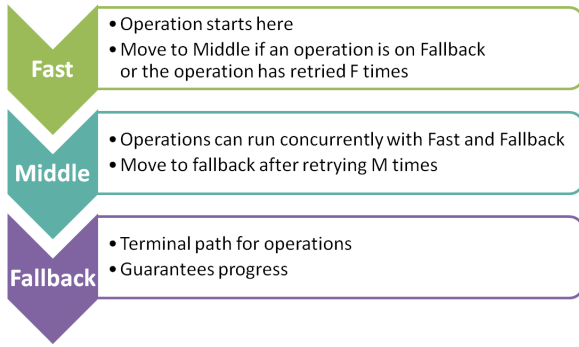 Fast
• Operation starts here
• Move to Middle if an operation is on Fallback
or the operation has retried F times
Middle
• Operations can run concurrently with Fast and Fallback
• Move to fallback after retrying M times
Fallback
• Terminal path for operations
• Guarantees progress